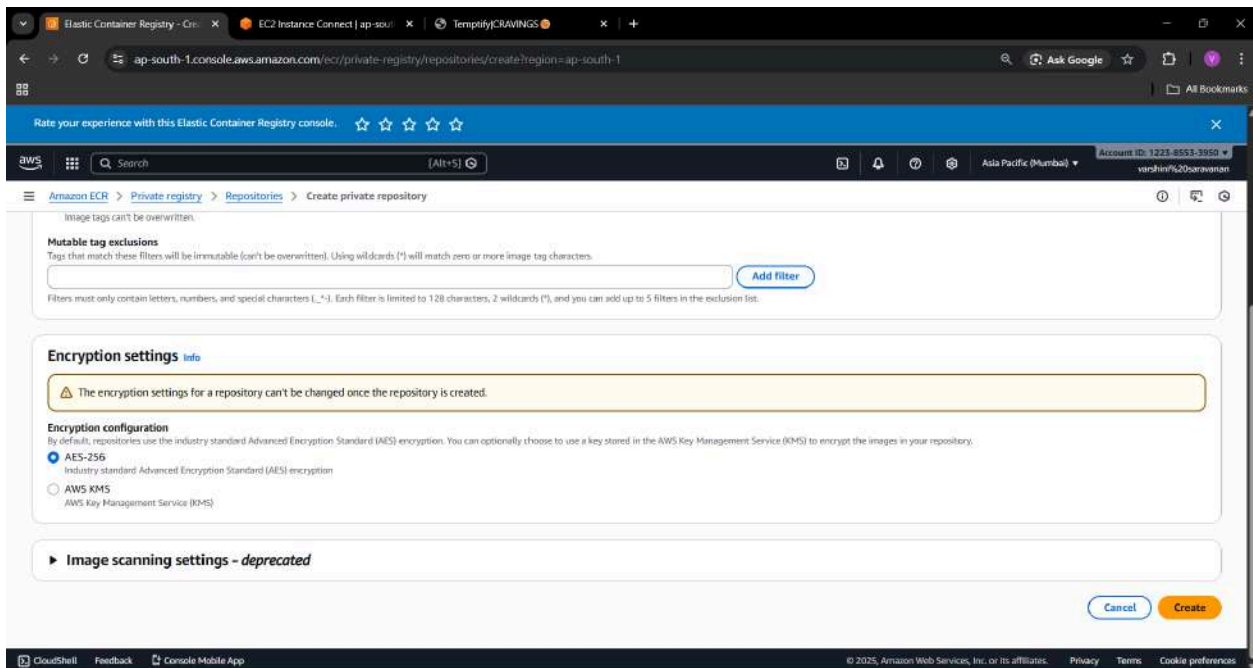 Elastic Container Registry - Cre
EC2 Instance Connect | ap-sout
Temptify|CRAVINGS
ap-south-1.console.aws.amazon.com/ecr/private-registry/repositories/create?region=ap-south-1
Ask Google
All Bookmarks
Rate your experience with this Elastic Container Registry console.
aws
Search
[Alt+S]
Asia Pacific (Mumbai)
Account ID: 1223-8553-3950
varshini%20saravanan
Amazon ECR > Private registry > Repositories > Create private repository
Image tags can't be overwritten.
Mutable tag exclusions
Tags that match these filters will be immutable (can't be overwritten). Using wildcards (*) will match zero or more image tag characters.
Add filter
Filters must only contain letters, numbers, and special characters (._*-). Each filter is limited to 128 characters, 2 wildcards (*), and you can add up to 5 filters in the exclusion list.
Encryption settings Info
The encryption settings for a repository can't be changed once the repository is created.
Encryption configuration
By default, repositories use the industry standard Advanced Encryption Standard (AES) encryption. You can optionally choose to use a key stored in the AWS Key Management Service (KMS) to encrypt the images in your repository.
AES-256
Industry standard Advanced Encryption Standard (AES) encryption
AWS KMS
AWS Key Management Service (KMS)
Image scanning settings - deprecated
Cancel
Create
CloudShell Feedback Console Mobile App
© 2025, Amazon Web Services, Inc. or its affiliates. Privacy Terms Cookie preferences